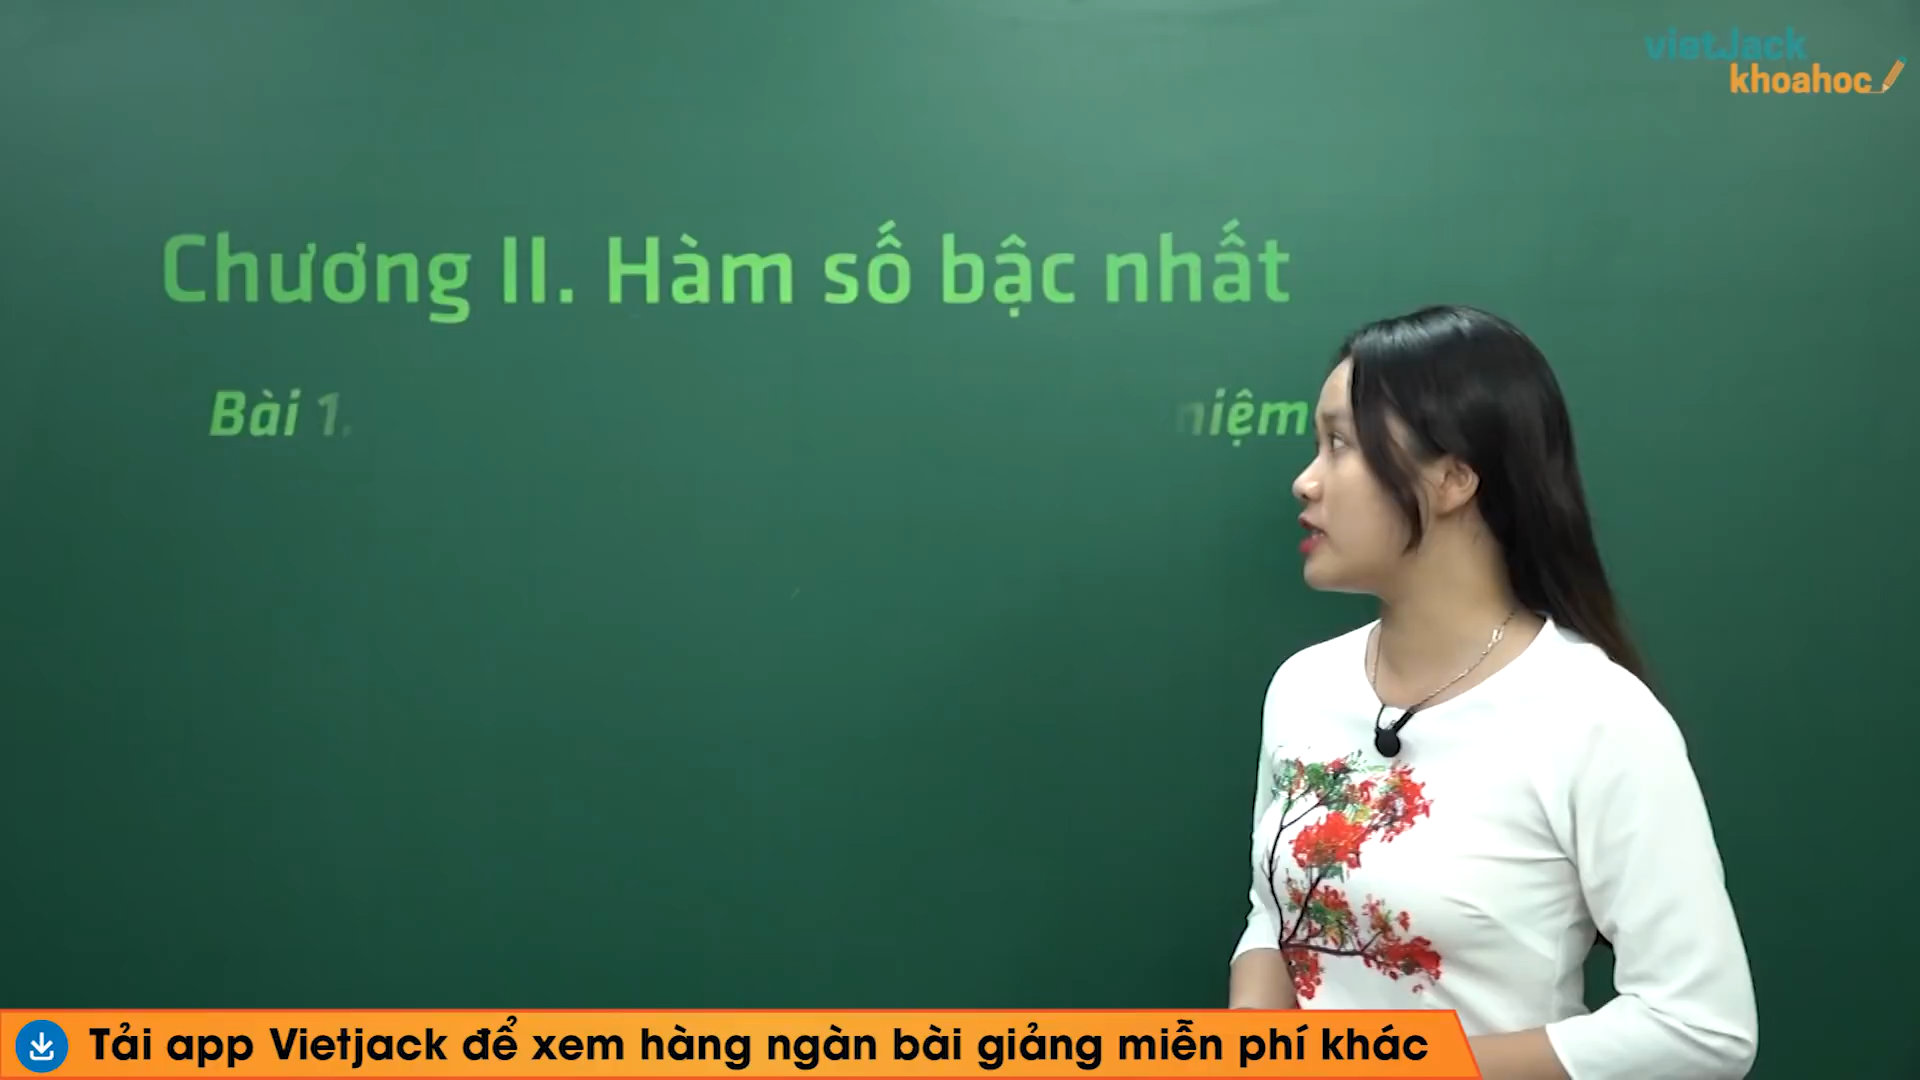 vietJack
khoahoc
Chương II. Hàm số bậc nhất
Bài 1. niệm
Tải app Vietjack để xem hàng ngàn bài giảng miễn phí khác